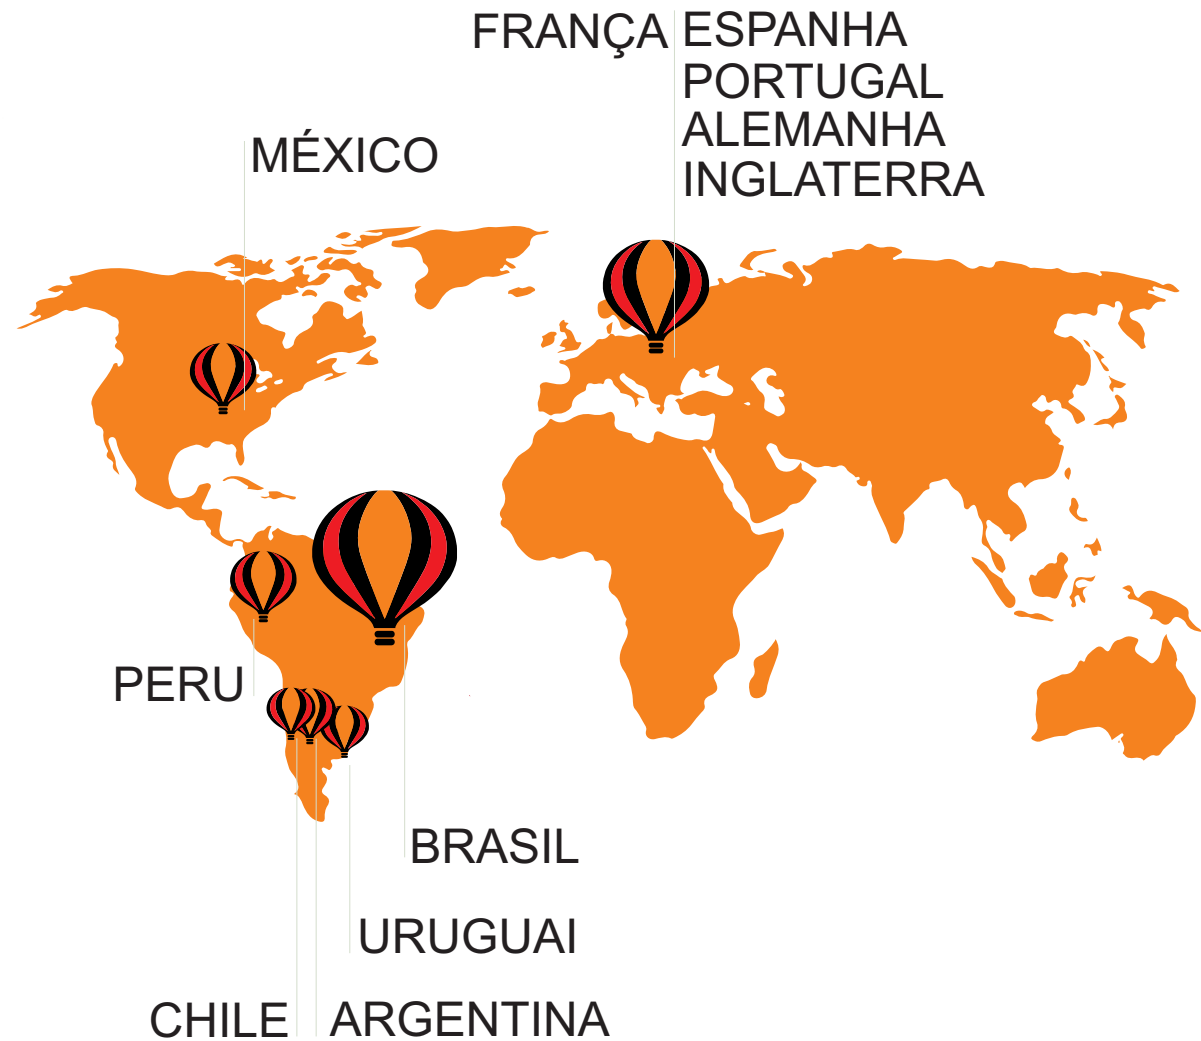 FRANÇA
ESPANHA
PORTUGAL
ALEMANHA
INGLATERRA
MÉXICO
PERU
BRASIL
URUGUAI
CHILE
ARGENTINA